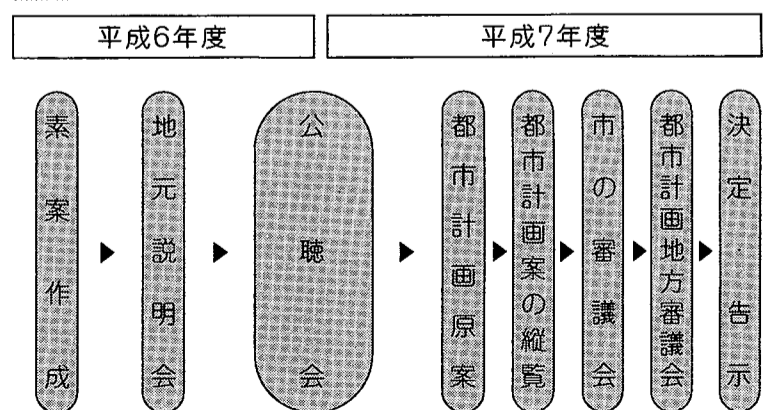 平成6年度
平成7年度
素案作成
地元説明会
公聴会
都市計画原案
都市計画案の縦覧
市の審議会
都市計画地方審議会
決定・告示